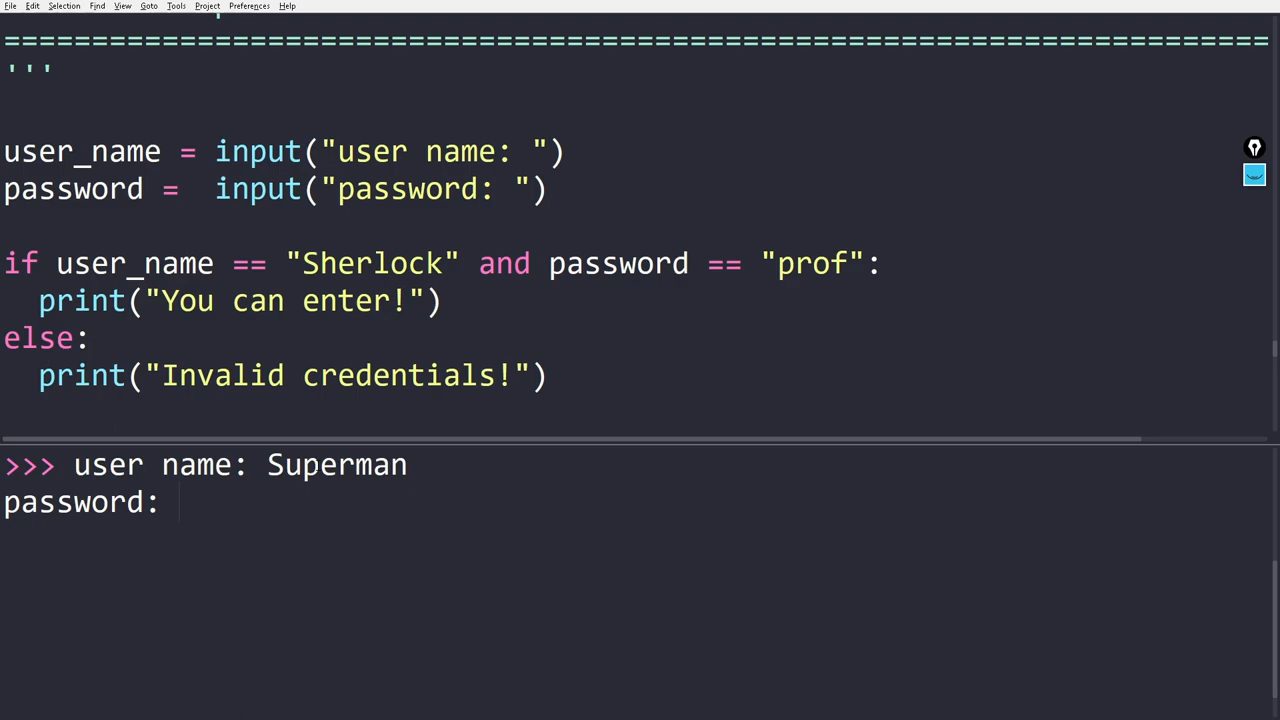 File Edit Selection Find View Goto Tools Project Preferences Help
========================================================================
'''
user_name = input("user name: ")
password =  input("password: ")
if user_name == "Sherlock" and password == "prof":
  print("You can enter!")
else:
  print("Invalid credentials!")
>>> user name: Superman
password: